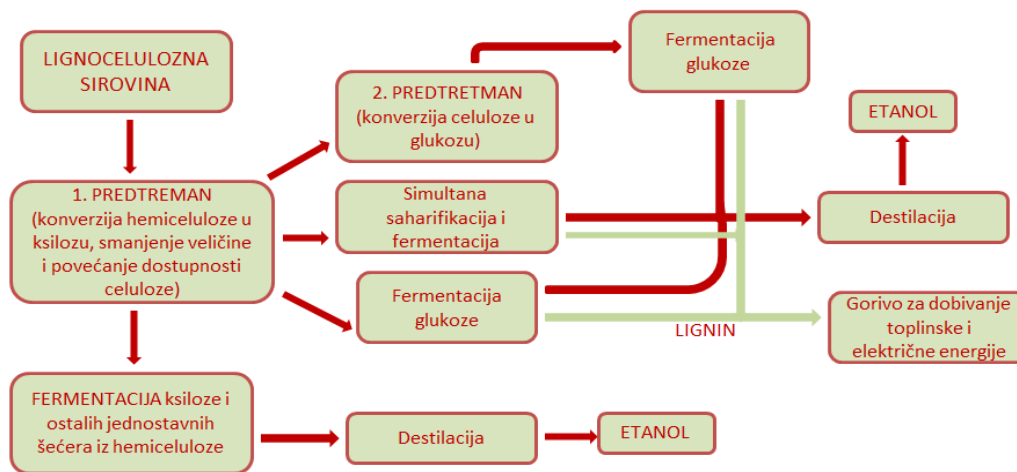 LIGNOCELULOZNA
SIROVINA
1. PREDTREMAN
(konverzija hemiceluloze u
ksilozu, smanjenje veličine
i povećanje dostupnosti
celuloze)
2. PREDTRETMAN
(konverzija celuloze u
glukozu)
Fermentacija
glukoze
Simultana
saharifikacija i
fermentacija
Fermentacija
glukoze
ETANOL
Destilacija
LIGNIN
Gorivo za dobivanje
toplinske i
električne energije
FERMENTACIJA ksiloze i
ostalih jednostavnih
šećera iz hemiceluloze
Destilacija
ETANOL